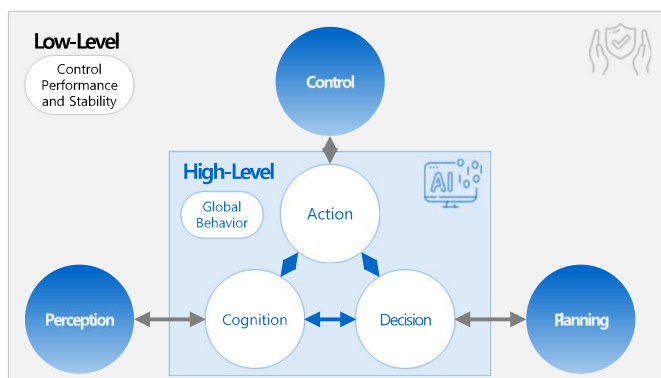 Low-Level
Control
Performance
and Stability
Control
High-Level
AI
Global
Behavior
Action
Perception
Cognition
Decision
Planning